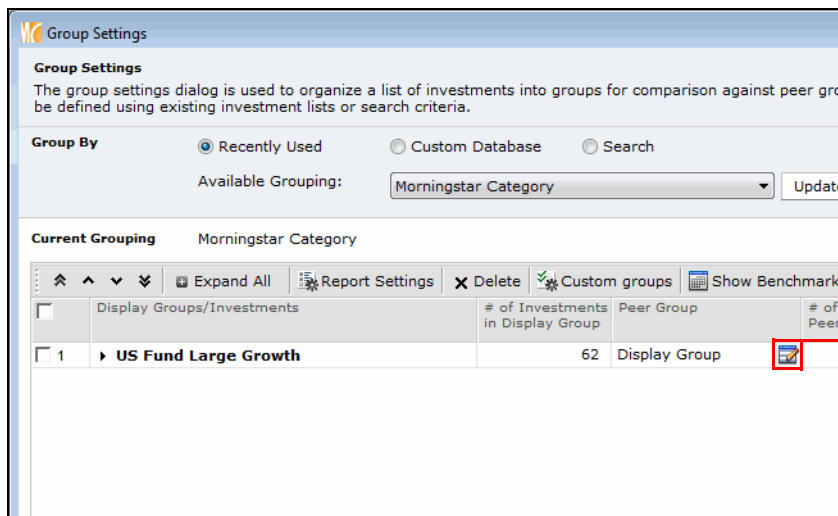 Group Settings
Group Settings
The group settings dialog is used to organize a list of investments into groups for comparison against peer
be defined using existing investment lists or search criteria.
Group By
Recently Used
Custom Database
Search
Available Grouping:
Morningstar Category
Current Grouping
Morningstar Category
Expand All
Report Settings
Delete
Custom groups
Show Benchmark
Display Groups/Investments
# of Investments
in Display Group
Peer Group
# of
Peer
1
US Fund Large Growth
62
Display Group